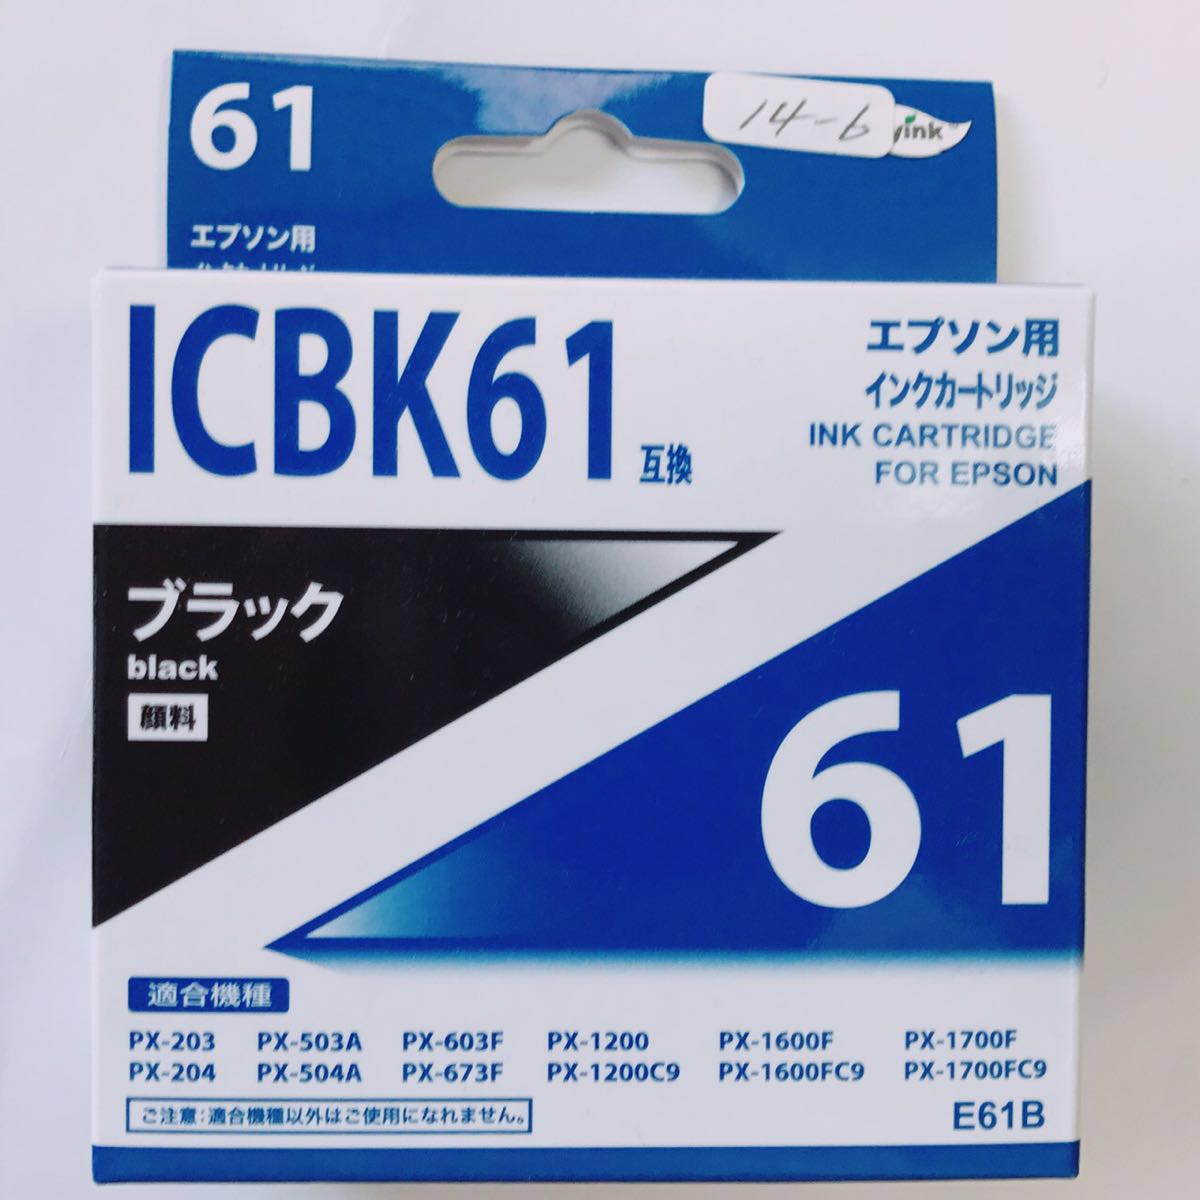 61
14-6
ink
エプソン用
ICBK61 互換
エプソン用
インクカートリッジ
INK CARTRIDGE
FOR EPSON
ブラック
black
顔料
61
適合機種
PX-203 PX-503A PX-603F PX-1200 PX-1600F PX-1700F
PX-204 PX-504A PX-673F PX-1200C9 PX-1600FC9 PX-1700FC9
ご注意:適合機種以外はご使用になれません。
E61B